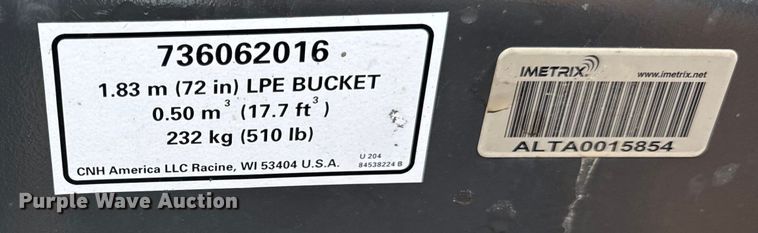 736062016
1.83 m (72 in) LPE BUCKET
0.50 m³ (17.7 ft³)
232 kg (510 lb)
CNH America LLC Racine, WI 53404 U.S.A.
U 204
84538224 B
IMETRIX
www.imetrix.net
ALTA0015854
Purple Wave Auction